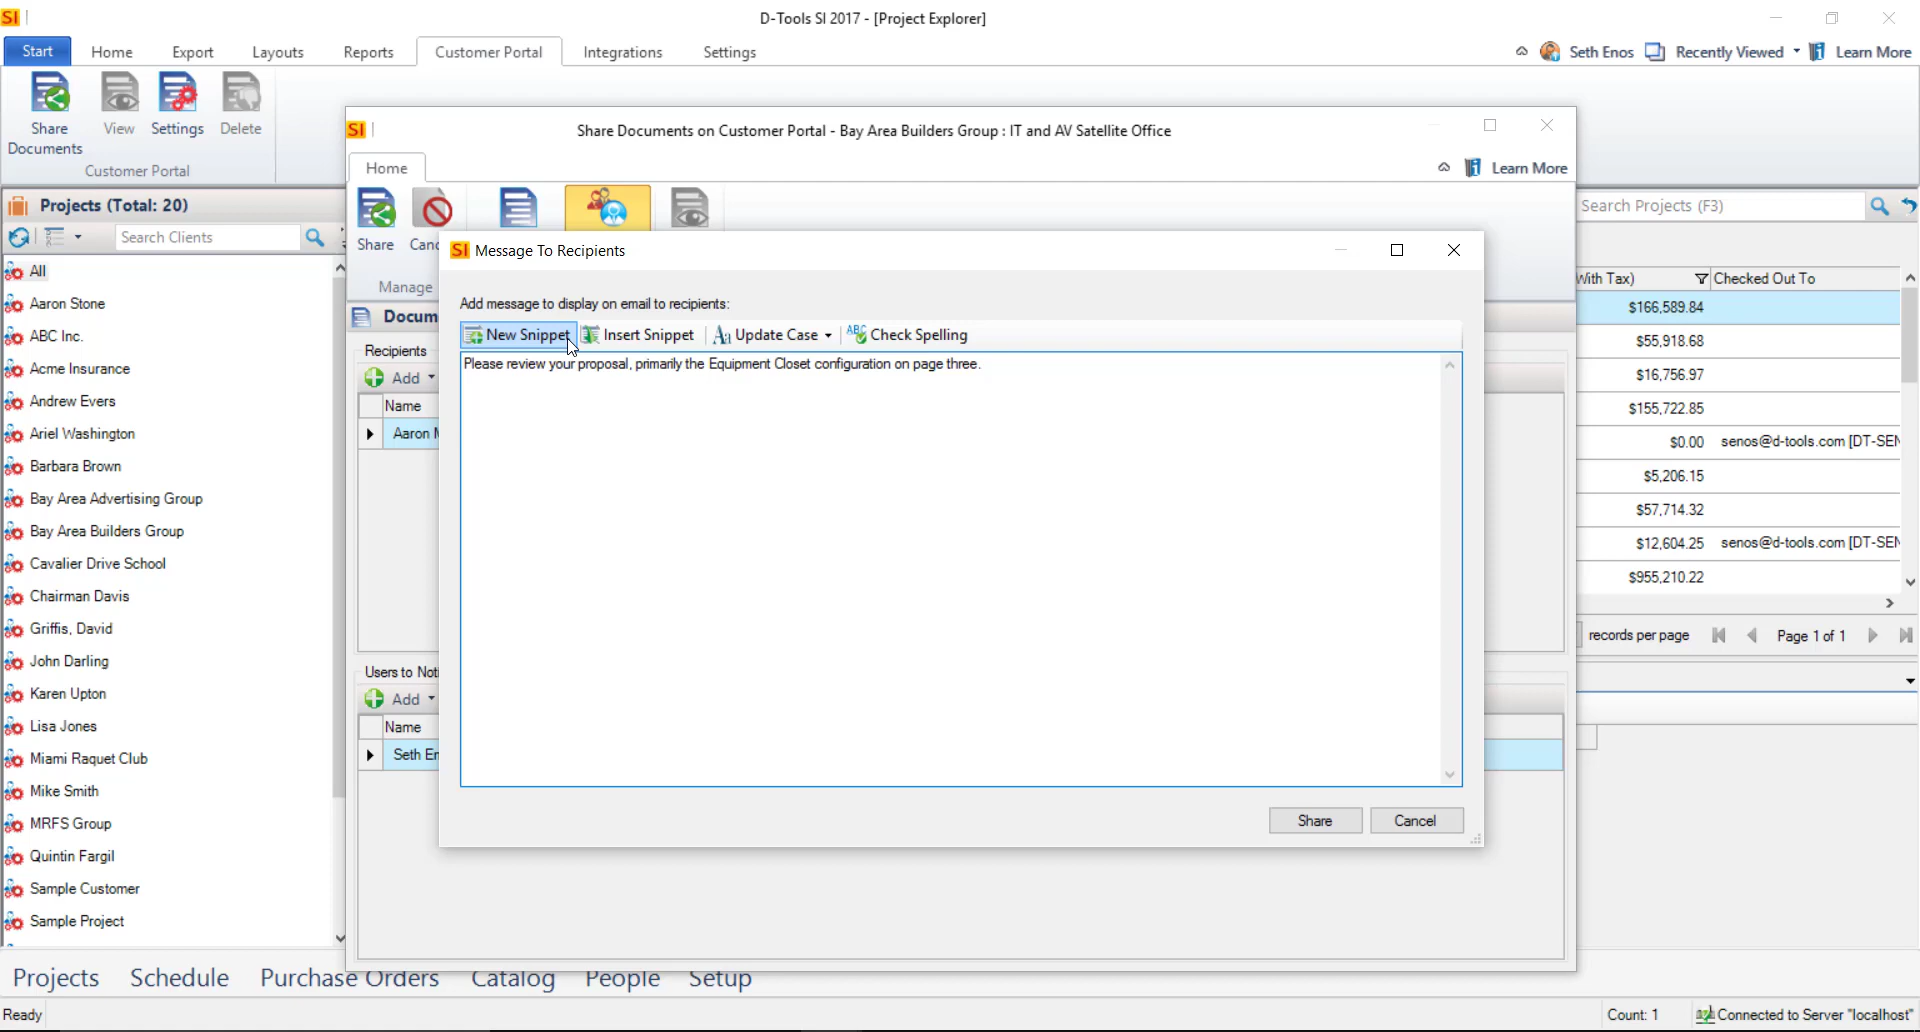 SI
D-Tools SI 2017 - [Project Explorer]
Start
Home
Export
Layouts
Reports
Customer Portal
Integrations
Settings
Seth Enos
Recently Viewed
Learn More
Share
Documents
View
Settings
Delete
Customer Portal
SI
Share Documents on Customer Portal - Bay Area Builders Group : IT and AV Satellite Office
Home
Learn More
Share
Manage
Projects (Total: 20)
Search Clients
All
Aaron Stone
ABC Inc.
Acme Insurance
Andrew Evers
Ariel Washington
Barbara Brown
Bay Area Advertising Group
Bay Area Builders Group
Cavalier Drive School
Chairman Davis
Griffis, David
John Darling
Karen Upton
Lisa Jones
Miami Raquet Club
Mike Smith
MRFS Group
Quintin Fargil
Sample Customer
Sample Project
Recipients
Add
Name
Aaron
Users to
Add
Name
Seth
SI Message To Recipients
Add message to display on email to recipients:
New Snippet
Insert Snippet
Aa Update Case
ABC Check Spelling
Please review your proposal, primarily the Equipment Closet configuration on page three.
Share
Cancel
Search Projects (F3)
With Tax)
Checked Out To
$166,589.84
$55,918.68
$16,756.97
$155,722.85
$0.00 senos@d-tools.com [DT-SEN
$5,206.15
$57,714.32
$12,604.25 senos@d-tools.com [DT-SEN
$955,210.22
records per page
Page 1 of 1
Projects
Schedule
Purchase Orders
Catalog
People
Setup
Ready
Count: 1
Connected to Server "localhost"